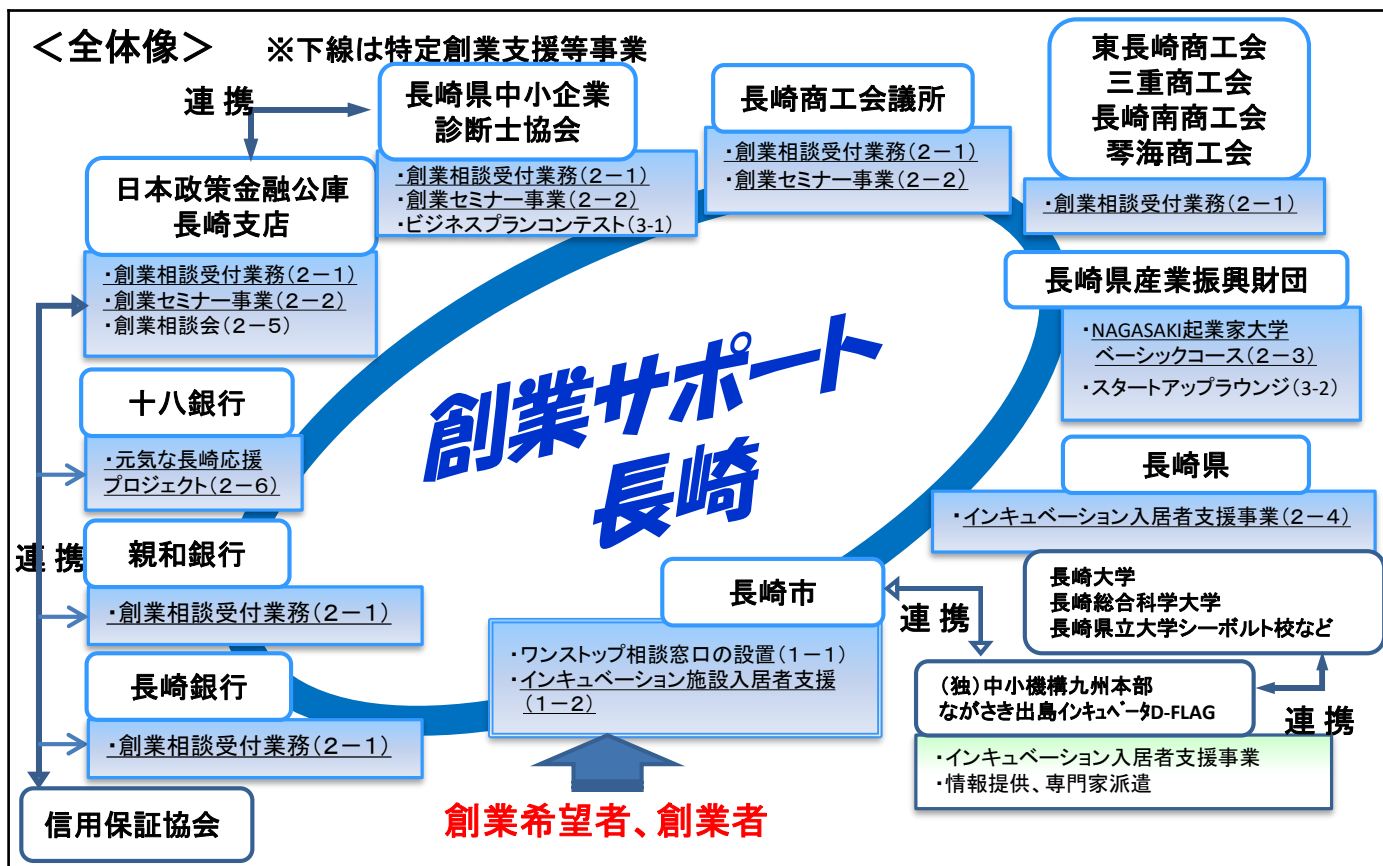 ＜全体像＞
※下線は特定創業支援等事業
連 携
長崎県中小企業
診断士協会
・創業相談受付業務（２－１）
・創業セミナー事業（２－２）
・ビジネスプランコンテスト(3-1)
長崎商工会議所
・創業相談受付業務（２－１）
・創業セミナー事業（２－２）
東長崎商工会
三重商工会
長崎南商工会
琴海商工会
・創業相談受付業務（２－１）
日本政策金融公庫
長崎支店
・創業相談受付業務（２－１）
・創業セミナー事業（２－２）
・創業相談会（２－５）
長崎県産業振興財団
・NAGASAKI起業家大学
ベーシックコース（２－３）
・スタートアップラウンジ(3-2)
創業サポート
長崎
十八銀行
・元気な長崎応援
プロジェクト（２－６）
長崎県
・インキュベーション入居者支援事業（２－４）
連 携
親和銀行
・創業相談受付業務（２－１）
長崎銀行
・創業相談受付業務（２－１）
信用保証協会
長崎市
・ワンストップ相談窓口の設置（１－１）
・インキュベーション施設入居者支援
（１－２）
連 携
長崎大学
長崎総合科学大学
長崎県立大学シーボルト校など
（独）中小機構九州本部
ながさき出島ｲﾝｷｭﾍﾞｰﾀD-FLAG
連 携
・インキュベーション入居者支援事業
・情報提供、専門家派遣
創業希望者、創業者